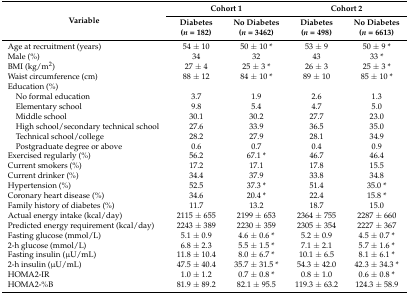 Variable Cohort 1 Cohort 2
Diabetes (n = 182) No Diabetes (n = 3462) Diabetes (n = 498) No Diabetes (n = 6613)
Age at recruitment (years) 54 ± 10 50 ± 10 * 53 ± 9 50 ± 9 *
Male (%) 34 32 43 33 *
BMI (kg/m²) 27 ± 4 25 ± 3 * 26 ± 3 25 ± 3 *
Waist circumference (cm) 88 ± 12 84 ± 10 * 89 ± 10 85 ± 10 *
Education (%)
No formal education 3.7 1.9 2.6 1.3
Elementary school 9.8 5.4 4.7 5.0
Middle school 30.1 30.2 27.7 23.0
High school/secondary technical school 27.6 33.9 36.5 35.0
Technical school/college 28.2 27.9 28.1 34.9
Postgraduate degree or above 0.6 0.7 0.4 0.9
Exercised regularly (%) 56.2 67.1 * 46.7 46.4
Current smokers (%) 17.2 17.1 17.8 15.5
Current drinker (%) 34.4 37.9 33.8 34.8
Hypertension (%) 52.5 37.3 * 51.4 35.0 *
Coronary heart disease (%) 34.6 20.4 * 22.4 15.8 *
Family history of diabetes (%) 11.7 13.2 18.7 15.0
Actual energy intake (kcal/day) 2115 ± 655 2199 ± 653 2364 ± 755 2287 ± 660
Predicted energy requirement (kcal/day) 2243 ± 389 2230 ± 359 2305 ± 354 2227 ± 367
Fasting glucose (mmol/L) 5.1 ± 0.9 4.6 ± 0.6 * 5.2 ± 0.9 4.5 ± 0.7 *
2-h glucose (mmol/L) 6.8 ± 2.3 5.5 ± 1.5 * 7.1 ± 2.1 5.7 ± 1.6 *
Fasting insulin (µU/mL) 11.8 ± 10.4 8.0 ± 6.7 * 10.1 ± 6.5 8.1 ± 6.1 *
2-h insulin (µU/mL) 47.5 ± 40.4 35.7 ± 31.5 * 54.3 ± 42.0 42.3 ± 34.3 *
HOMA2-IR 1.0 ± 1.2 0.7 ± 0.8 * 0.8 ± 1.0 0.6 ± 0.8 *
HOMA2-%B 81.9 ± 89.2 82.1 ± 95.5 119.3 ± 63.2 124.3 ± 58.9